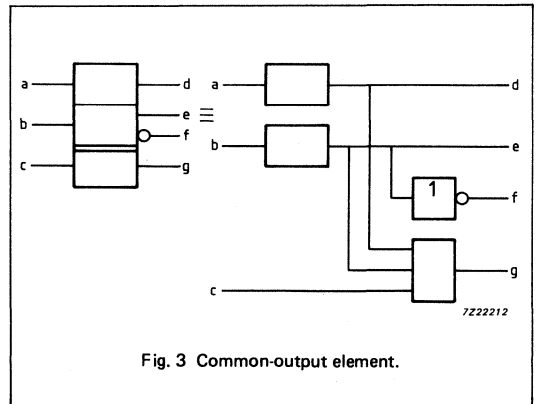 a d a d
b e ≡ f b e
1 f
c g g
c
7Z22212
Fig. 3 Common-output element.